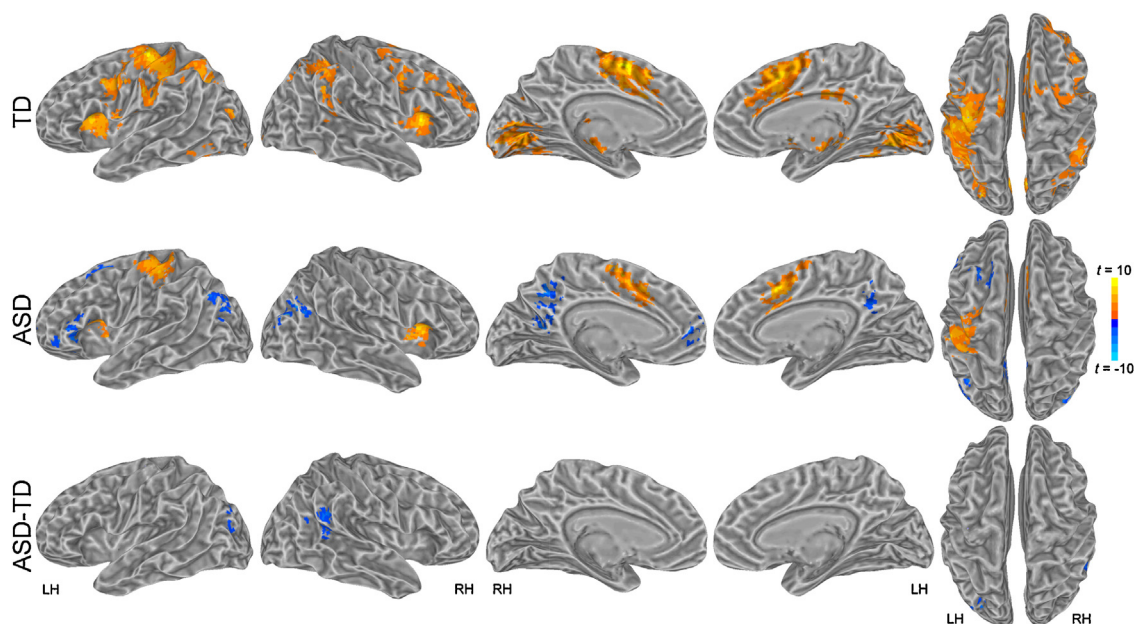 TD
ASD
t = 10
t = -10
ASD-TD
LH
RH
RH
LH
LH
RH